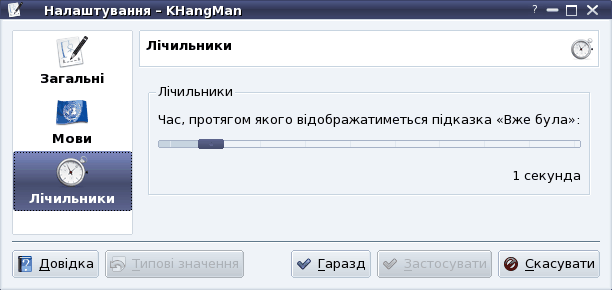 Налаштування – KHangMan
?
Загальні
Мови
Лічильники
Лічильники
Лічильники
Час, протягом якого відображатиметься підказка «Вже була»:
1 секунда
Довідка
Типові значення
Гаразд
Застосувати
Скасувати